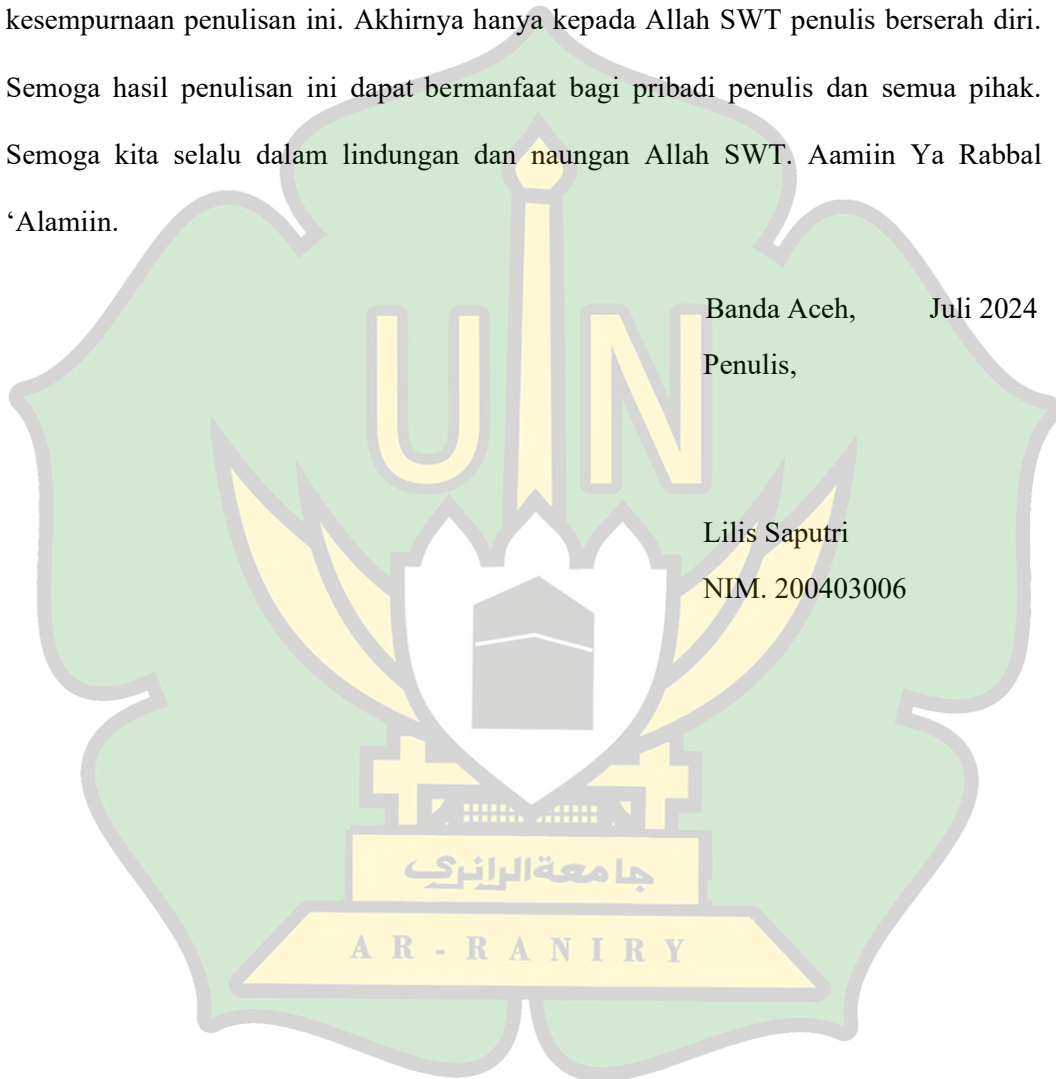 kesempurnaan penulisan ini. Akhirnya hanya kepada Allah SWT penulis berserah diri.
Semoga hasil penulisan ini dapat bermanfaat bagi pribadi penulis dan semua pihak.
Semoga kita selalu dalam lindungan dan naungan Allah SWT. Aamiin Ya Rabbal
‘Alamiin.
Banda Aceh, Juli 2024
Penulis,
UIN
Lilis Saputri
NIM. 200403006
جامعةالرانري
AR-RANIRY